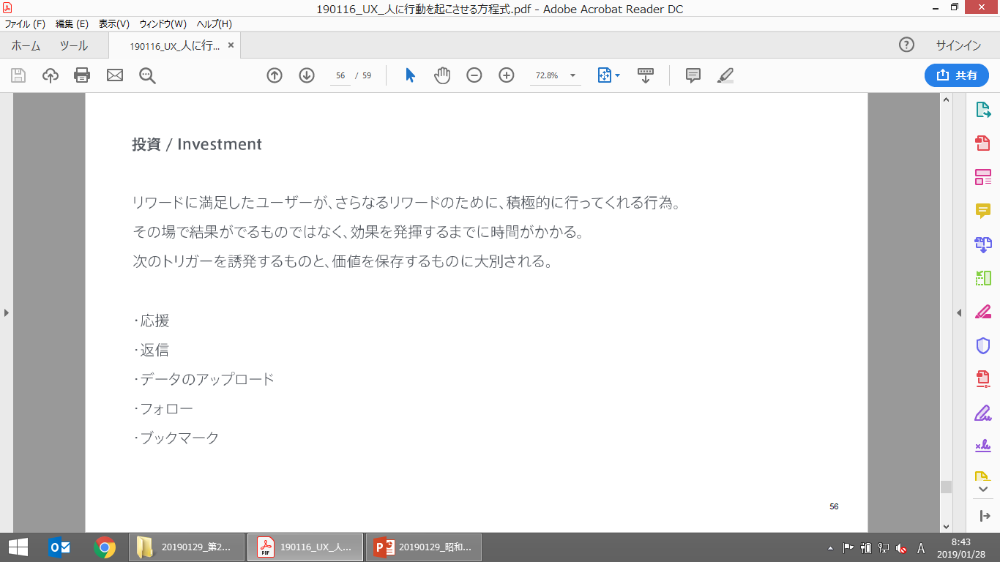 190116_UX_人に行動を起こさせる方程式.pdf - Adobe Acrobat Reader DC
ファイル (F) 編集 (E) 表示(V) ウィンドウ(W) ヘルプ(H)
ホーム ツール 190116_UX_人に行... × サインイン
56 / 59 72.8% 共有
投資 / Investment
リワードに満足したユーザーが、さらなるリワードのために、積極的に行ってくれる行為。
その場で結果がでるものではなく、効果を発揮するまでに時間がかかる。
次のトリガーを誘発するものと、価値を保存するものに大別される。
・応援
・返信
・データのアップロード
・フォロー
・ブックマーク
56
20190129_第2... 190116_UX_人... 20190129_昭和... A 8:43
2019/01/28